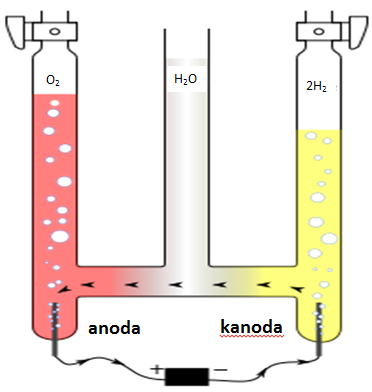 O₂
H₂O
2H₂
anoda
kanoda
+
−